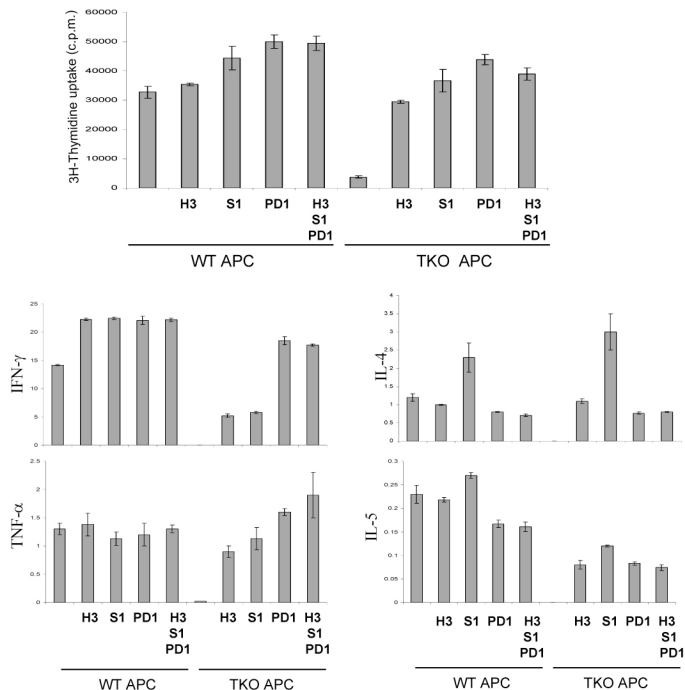 3H-Thymidine uptake (c.p.m.)
60000
50000
40000
30000
20000
10000
0
H3 S1 PD1 H3 H3 S1 PD1 H3
S1 S1
PD1 PD1
WT APC TKO APC
IFN-γ
25
22
15
10
5
0
IL-4
4
3.5
3
2.5
2
1.5
1
0.5
0
TNF-α
2.5
2
1.5
1
0.5
0
IL-5
0.3
0.25
0.2
0.15
0.1
0.05
0
H3 S1 PD1 H3 H3 S1 PD1 H3
S1 S1
PD1 PD1
WT APC TKO APC
H3 S1 PD1 H3 H3 S1 PD1 H3
S1 S1
PD1 PD1
WT APC TKO APC